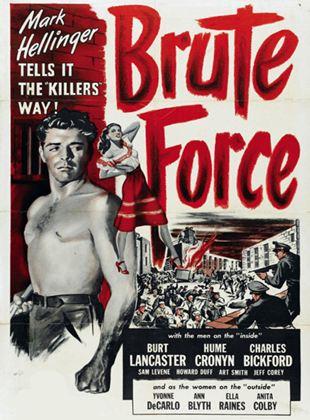 Mark
Hellinger
TELLS IT
THE 'KILLERS'
WAY!
Brute
Force
with the men on the "inside"
BURT LANCASTER HUME CRONYN CHARLES BICKFORD
SAM LEVENE HOWARD DUFF ART SMITH JEFF COREY
and as the women on the "outside"
YVONNE DeCARLO ANN BLYTH ELLA RAINES ANITA COLBY